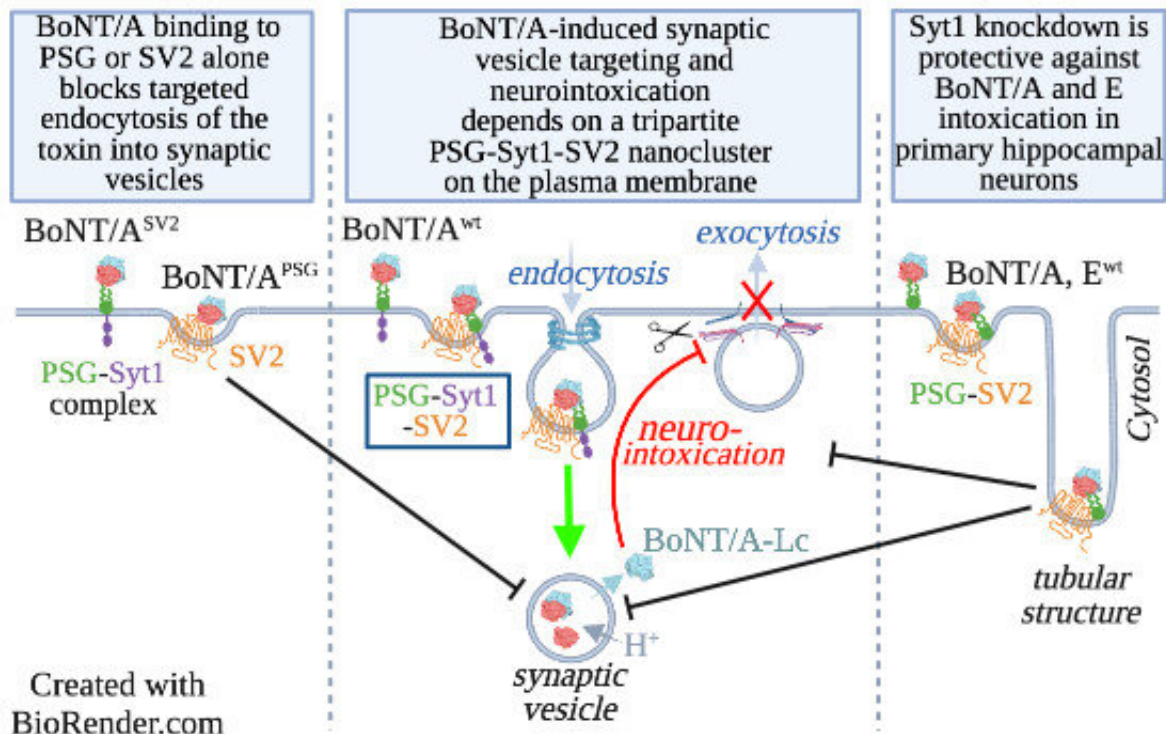 BoNT/A binding to
PSG or SV2 alone
blocks targeted
endocytosis of the
toxin into synaptic
vesicles
BoNT/A-induced synaptic
vesicle targeting and
neurointoxication
depends on a tripartite
PSG-Syt1-SV2 nanocluster
on the plasma membrane
Syt1 knockdown is
protective against
BoNT/A and E
intoxication in
primary hippocampal
neurons
BoNT/A^SV2
BoNT/A^PSG
SV2
PSG-Syt1
complex
BoNT/A^wt
endocytosis
exocytosis
PSG-Syt1
-SV2
neuro-
intoxication
BoNT/A-Lc
H⁺
synaptic
vesicle
BoNT/A, E^wt
PSG-SV2
Cytosol
tubular
structure
Created with
BioRender.com